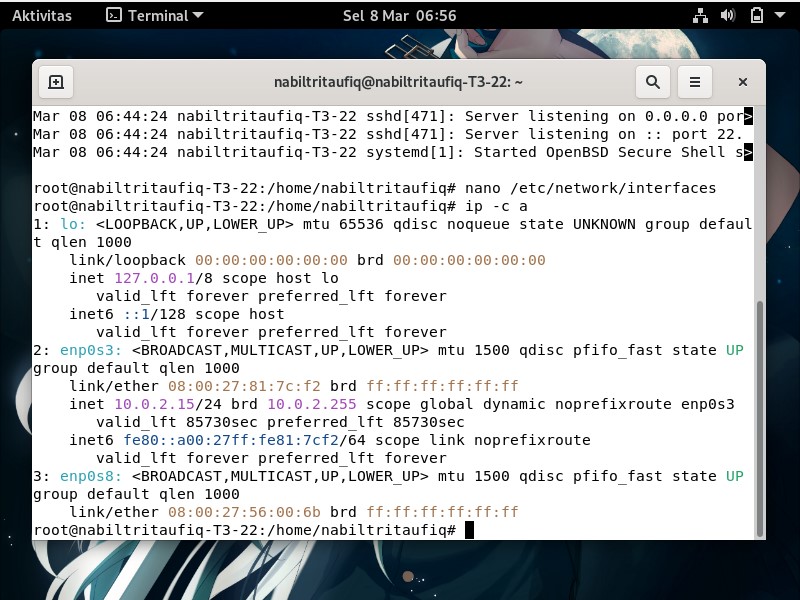 Aktivitas Terminal Sel 8 Mar 06:56
nabiltritaufiq@nabiltritaufiq-T3-22: ~
Mar 08 06:44:24 nabiltritaufiq-T3-22 sshd[471]: Server listening on 0.0.0.0 por>
Mar 08 06:44:24 nabiltritaufiq-T3-22 sshd[471]: Server listening on :: port 22.
Mar 08 06:44:24 nabiltritaufiq-T3-22 systemd[1]: Started OpenBSD Secure Shell s>
root@nabiltritaufiq-T3-22:/home/nabiltritaufiq# nano /etc/network/interfaces
root@nabiltritaufiq-T3-22:/home/nabiltritaufiq# ip -c a
1: lo: <LOOPBACK,UP,LOWER_UP> mtu 65536 qdisc noqueue state UNKNOWN group defaul
t qlen 1000
    link/loopback 00:00:00:00:00:00 brd 00:00:00:00:00:00
    inet 127.0.0.1/8 scope host lo
       valid_lft forever preferred_lft forever
    inet6 ::1/128 scope host
       valid_lft forever preferred_lft forever
2: enp0s3: <BROADCAST,MULTICAST,UP,LOWER_UP> mtu 1500 qdisc pfifo_fast state UP
group default qlen 1000
    link/ether 08:00:27:81:7c:f2 brd ff:ff:ff:ff:ff:ff
    inet 10.0.2.15/24 brd 10.0.2.255 scope global dynamic noprefixroute enp0s3
       valid_lft 85730sec preferred_lft 85730sec
    inet6 fe80::a00:27ff:fe81:7cf2/64 scope link noprefixroute
       valid_lft forever preferred_lft forever
3: enp0s8: <BROADCAST,MULTICAST,UP,LOWER_UP> mtu 1500 qdisc pfifo_fast state UP
group default qlen 1000
    link/ether 08:00:27:56:00:6b brd ff:ff:ff:ff:ff:ff
root@nabiltritaufiq-T3-22:/home/nabiltritaufiq#